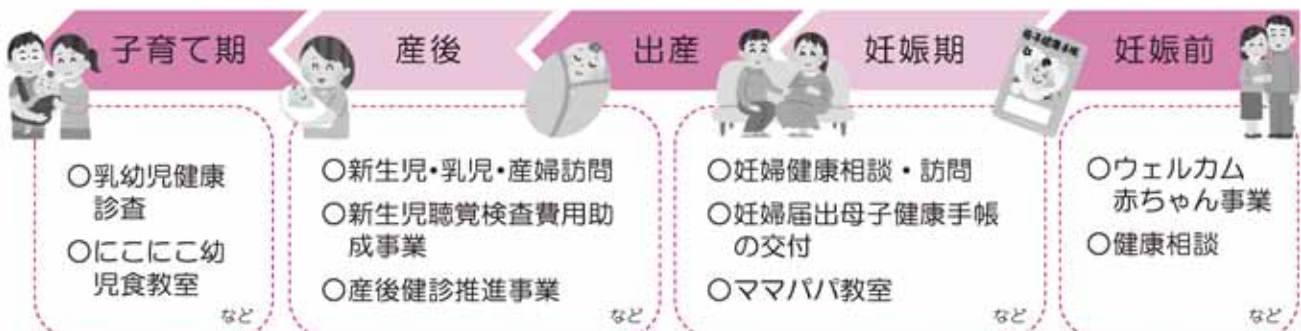 妊娠前
妊娠期
出産
産後
子育て期
母子健康手帳
○ウェルカム
赤ちゃん事業
○健康相談
など
○妊婦健康相談・訪問
○妊婦届出母子健康手帳
の交付
○ママパパ教室
など
○新生児・乳児・産婦訪問
○新生児聴覚検査費用助
成事業
○産後健診推進事業
など
○乳幼児健康
診査
○にこにこ幼
児食教室
など